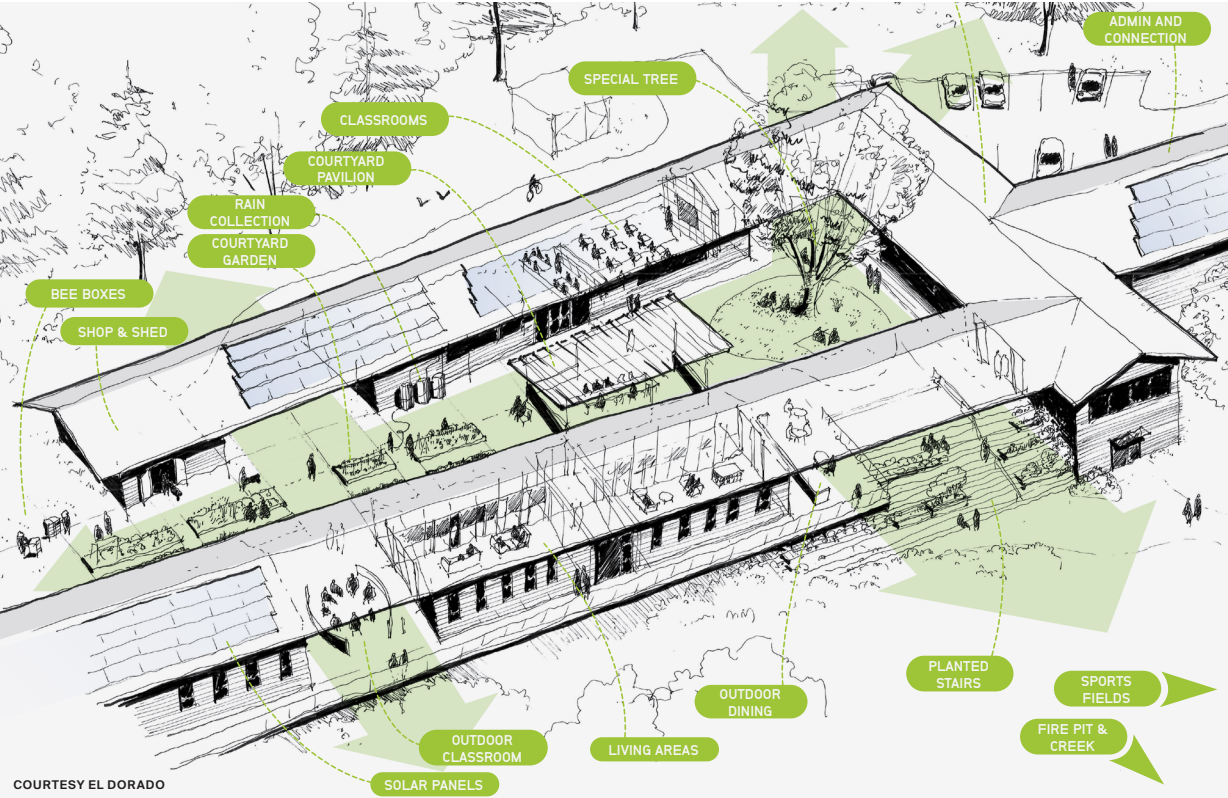 ADMIN AND
CONNECTION
SPECIAL TREE
CLASSROOMS
COURTYARD
PAVILION
RAIN
COLLECTION
COURTYARD
GARDEN
BEE BOXES
SHOP & SHED
PLANTED
STAIRS
SPORTS
FIELDS
OUTDOOR
DINING
FIRE PIT &
CREEK
OUTDOOR
CLASSROOM
LIVING AREAS
SOLAR PANELS
COURTESY EL DORADO